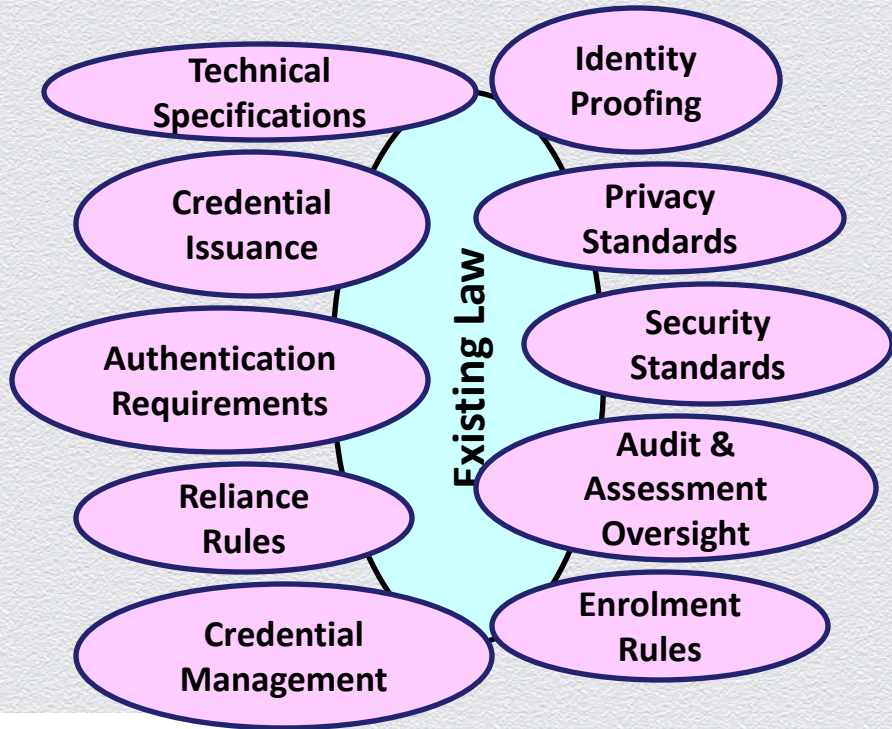 Technical
Specifications
Identity
Proofing
Credential
Issuance
Privacy
Standards
Existing Law
Security
Standards
Authentication
Requirements
Audit &
Assessment
Oversight
Reliance
Rules
Enrolment
Rules
Credential
Management